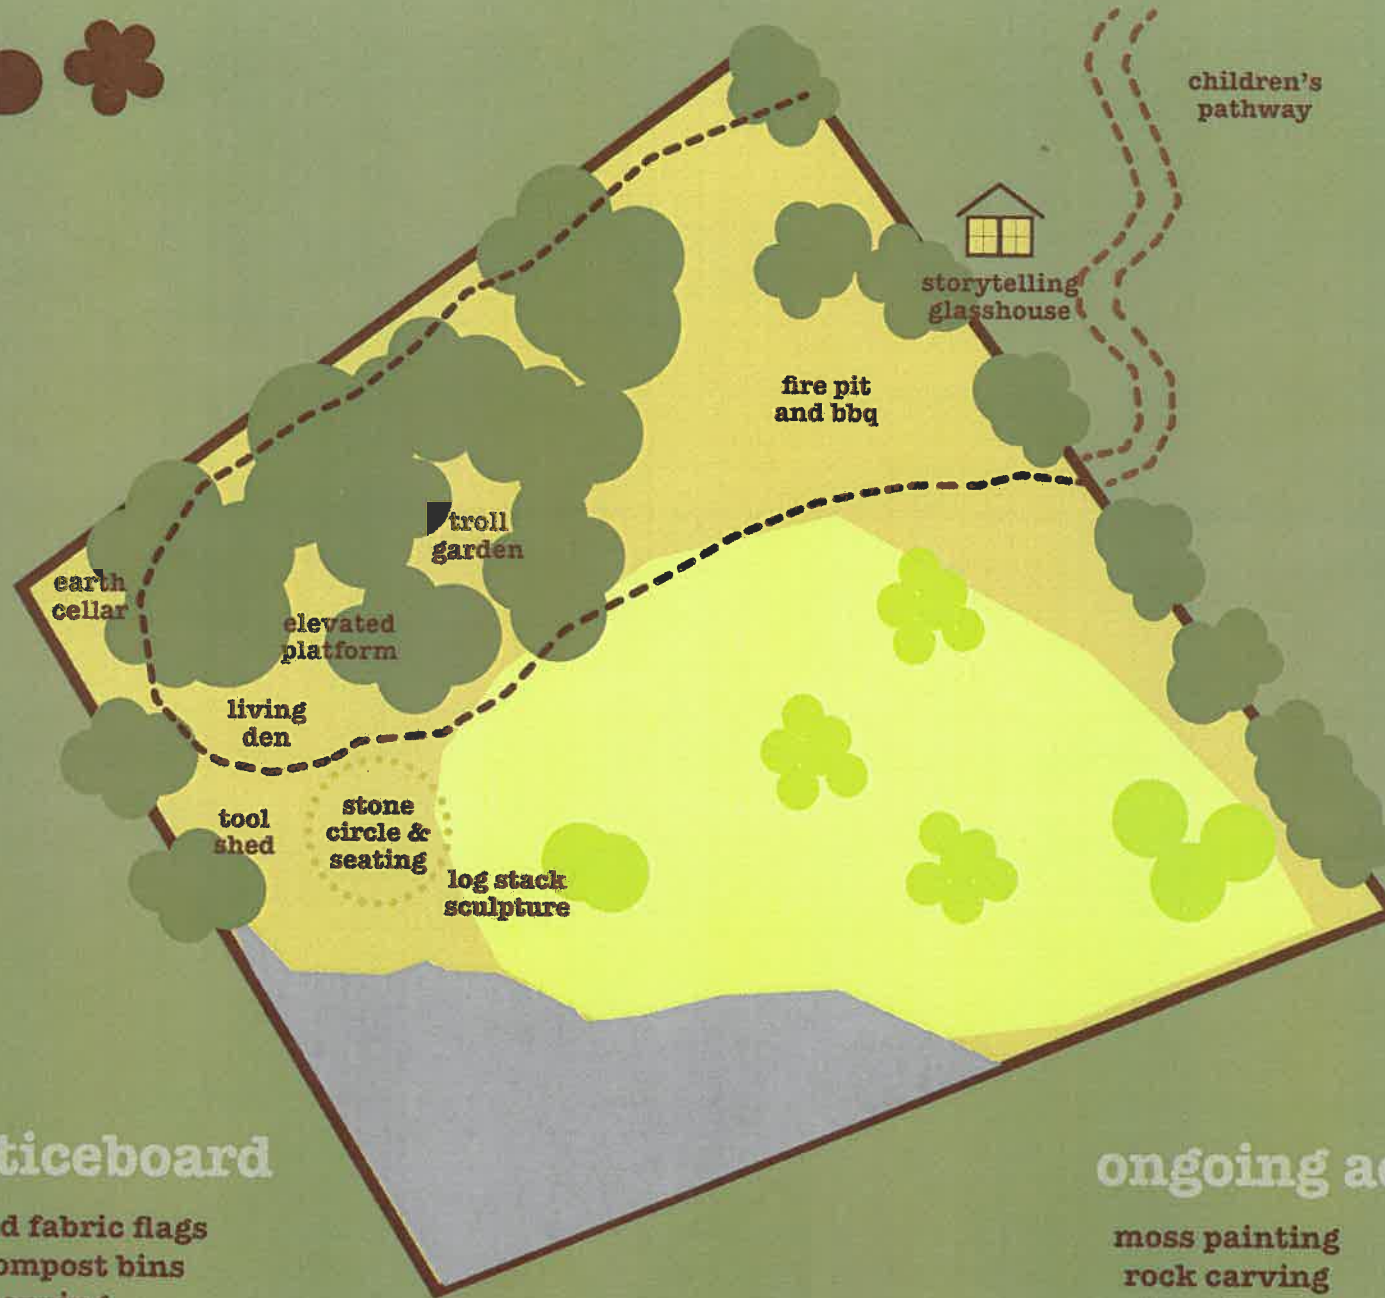 children's
pathway
storytelling
glasshouse
fire pit
and bbq
troll
garden
earth
cellar
elevated
platform
living
den
tool
shed
stone
circle &
seating
log stack
sculpture
ticeboard
d fabric flags
ompost bins
ongoing a
moss painting
rock carving